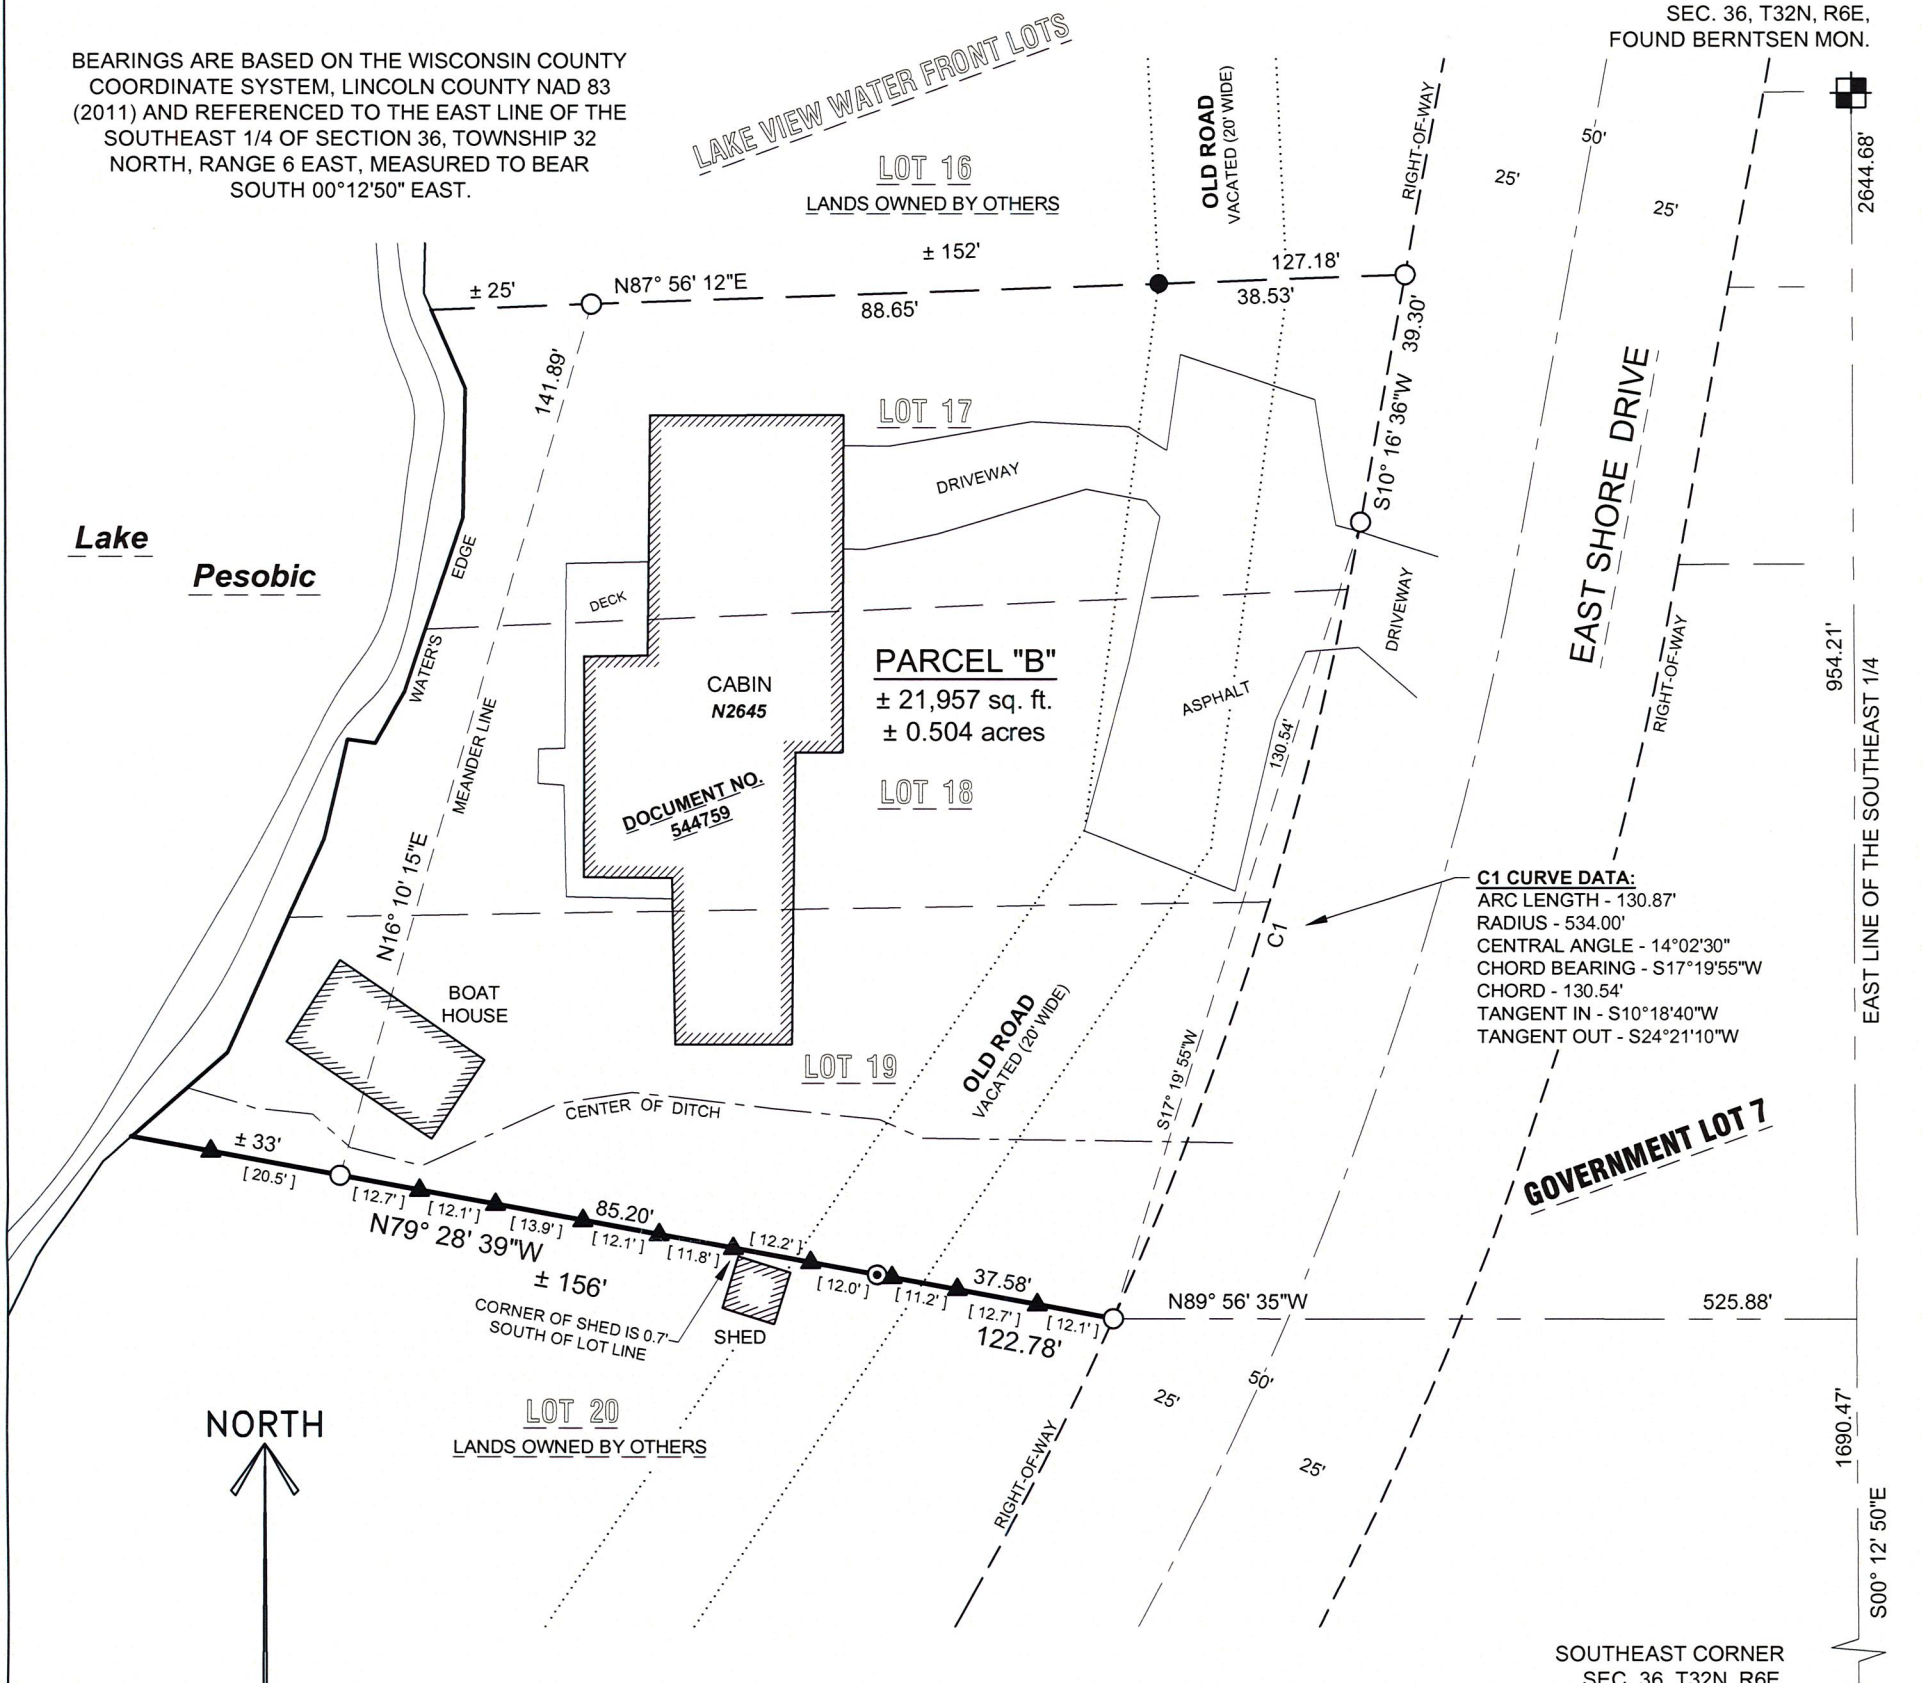 SEC. 36, T32N, R6E,
FOUND BERNTSEN MON.
BEARINGS ARE BASED ON THE WISCONSIN COUNTY
COORDINATE SYSTEM, LINCOLN COUNTY NAD 83
(2011) AND REFERENCED TO THE EAST LINE OF THE
SOUTHEAST 1/4 OF SECTION 36, TOWNSHIP 32
NORTH, RANGE 6 EAST, MEASURED TO BEAR
SOUTH 00°12'50" EAST.
LAKE VIEW WATER FRONT LOTS
LOT 16
LANDS OWNED BY OTHERS
OLD ROAD
VACATED (20' WIDE)
RIGHT-OF-WAY
50'
25'
25'
2644.68'
± 152'
± 25'
N87° 56' 12"E
88.65'
127.18'
38.53'
39.30'
S10° 16' 36"W
141.89'
LOT 17
DRIVEWAY
EAST SHORE DRIVE
Lake
Pesobic
WATER'S EDGE
DECK
DRIVEWAY
RIGHT-OF-WAY
954.21'
EAST LINE OF THE SOUTHEAST 1/4
CABIN
N2645
PARCEL "B"
± 21,957 sq. ft.
± 0.504 acres
ASPHALT
130.54'
MEANDER LINE
DOCUMENT NO.
544759
LOT 18
N16° 10' 15"E
C1
C1 CURVE DATA:
ARC LENGTH - 130.87'
RADIUS - 534.00'
CENTRAL ANGLE - 14°02'30"
CHORD BEARING - S17°19'55"W
CHORD - 130.54'
TANGENT IN - S10°18'40"W
TANGENT OUT - S24°21'10"W
BOAT
HOUSE
LOT 19
OLD ROAD
VACATED (20' WIDE)
S17° 19' 55"W
CENTER OF DITCH
GOVERNMENT LOT 7
± 33'
[ 20.5' ]
[ 12.7' ]
[ 12.1' ]
[ 13.9' ]
85.20'
[ 12.1' ]
[ 11.8' ]
[ 12.2' ]
[ 12.0' ]
[ 11.2' ]
37.58'
[ 12.7' ]
[ 12.1' ]
N79° 28' 39"W
± 156'
122.78'
N89° 56' 35"W
525.88'
CORNER OF SHED IS 0.7'
SOUTH OF LOT LINE
SHED
25'
50'
25'
LOT 20
LANDS OWNED BY OTHERS
RIGHT-OF-WAY
1690.47'
S00° 12' 50"E
NORTH
SOUTHEAST CORNER
SEC. 36, T32N, R6E,